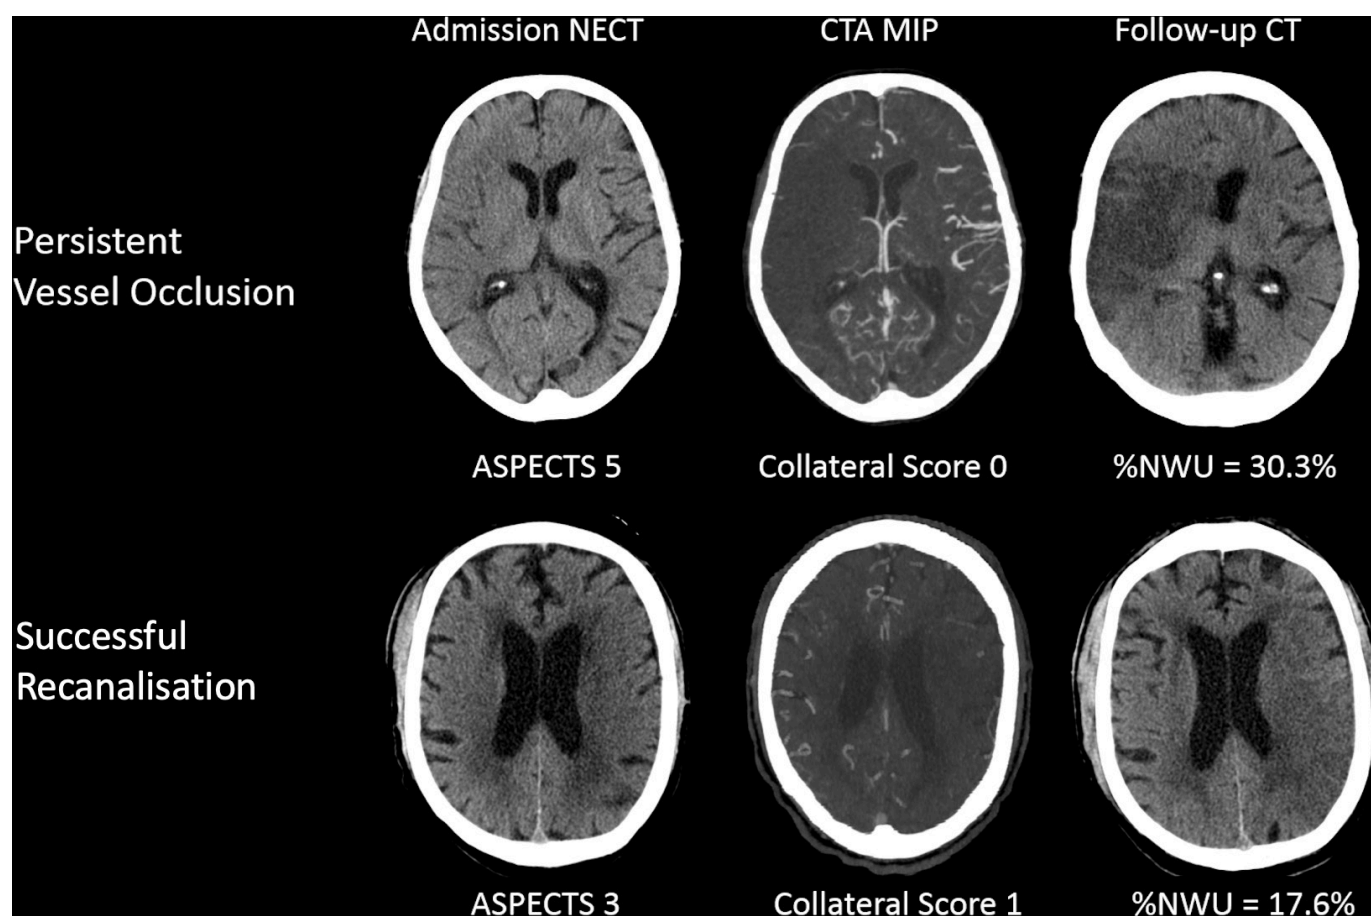 Admission NECT
CTA MIP
Follow-up CT
Persistent
Vessel Occlusion
ASPECTS 5
Collateral Score 0
%NWU = 30.3%
Successful
Recanalisation
ASPECTS 3
Collateral Score 1
%NWU = 17.6%